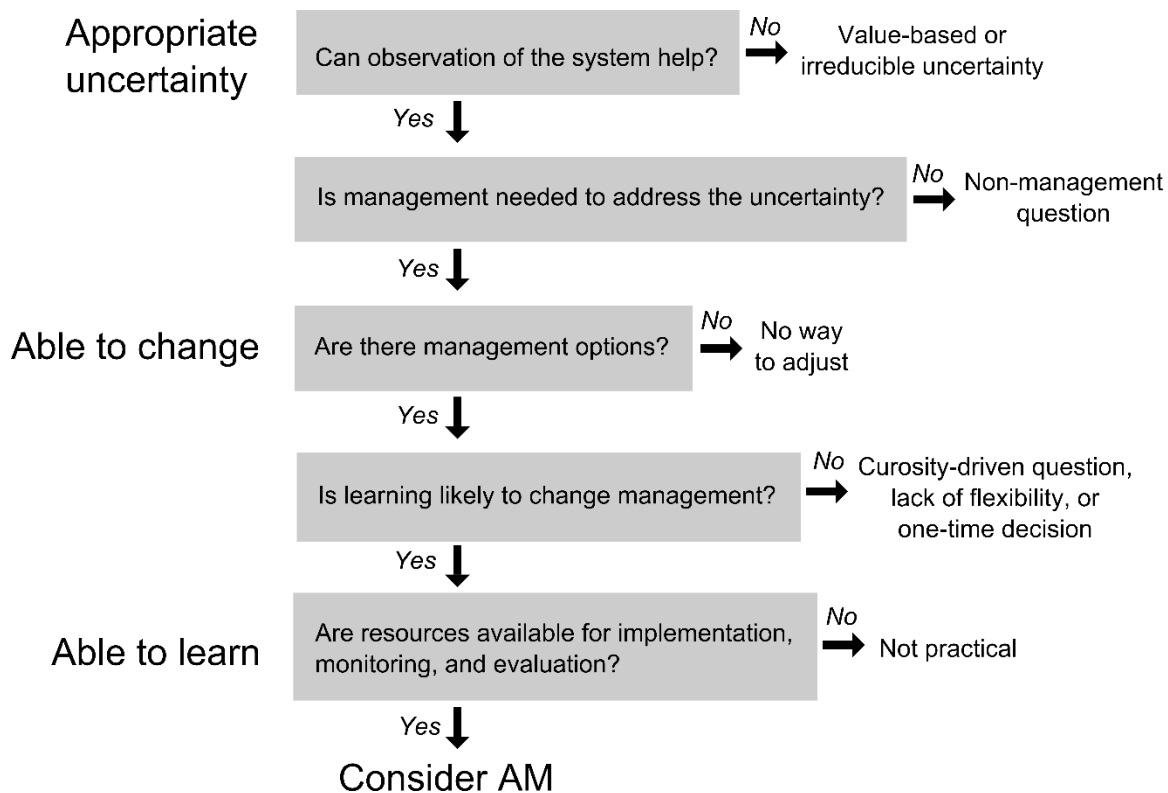 Appropriate
uncertainty
Can observation of the system help?
No
Value-based or
irreducible uncertainty
Yes
Is management needed to address the uncertainty?
No
Non-management
question
Yes
Able to change
Are there management options?
No
No way
to adjust
Yes
Is learning likely to change management?
No
Curosity-driven question,
lack of flexibility, or
one-time decision
Yes
Able to learn
Are resources available for implementation,
monitoring, and evaluation?
No
Not practical
Yes
Consider AM